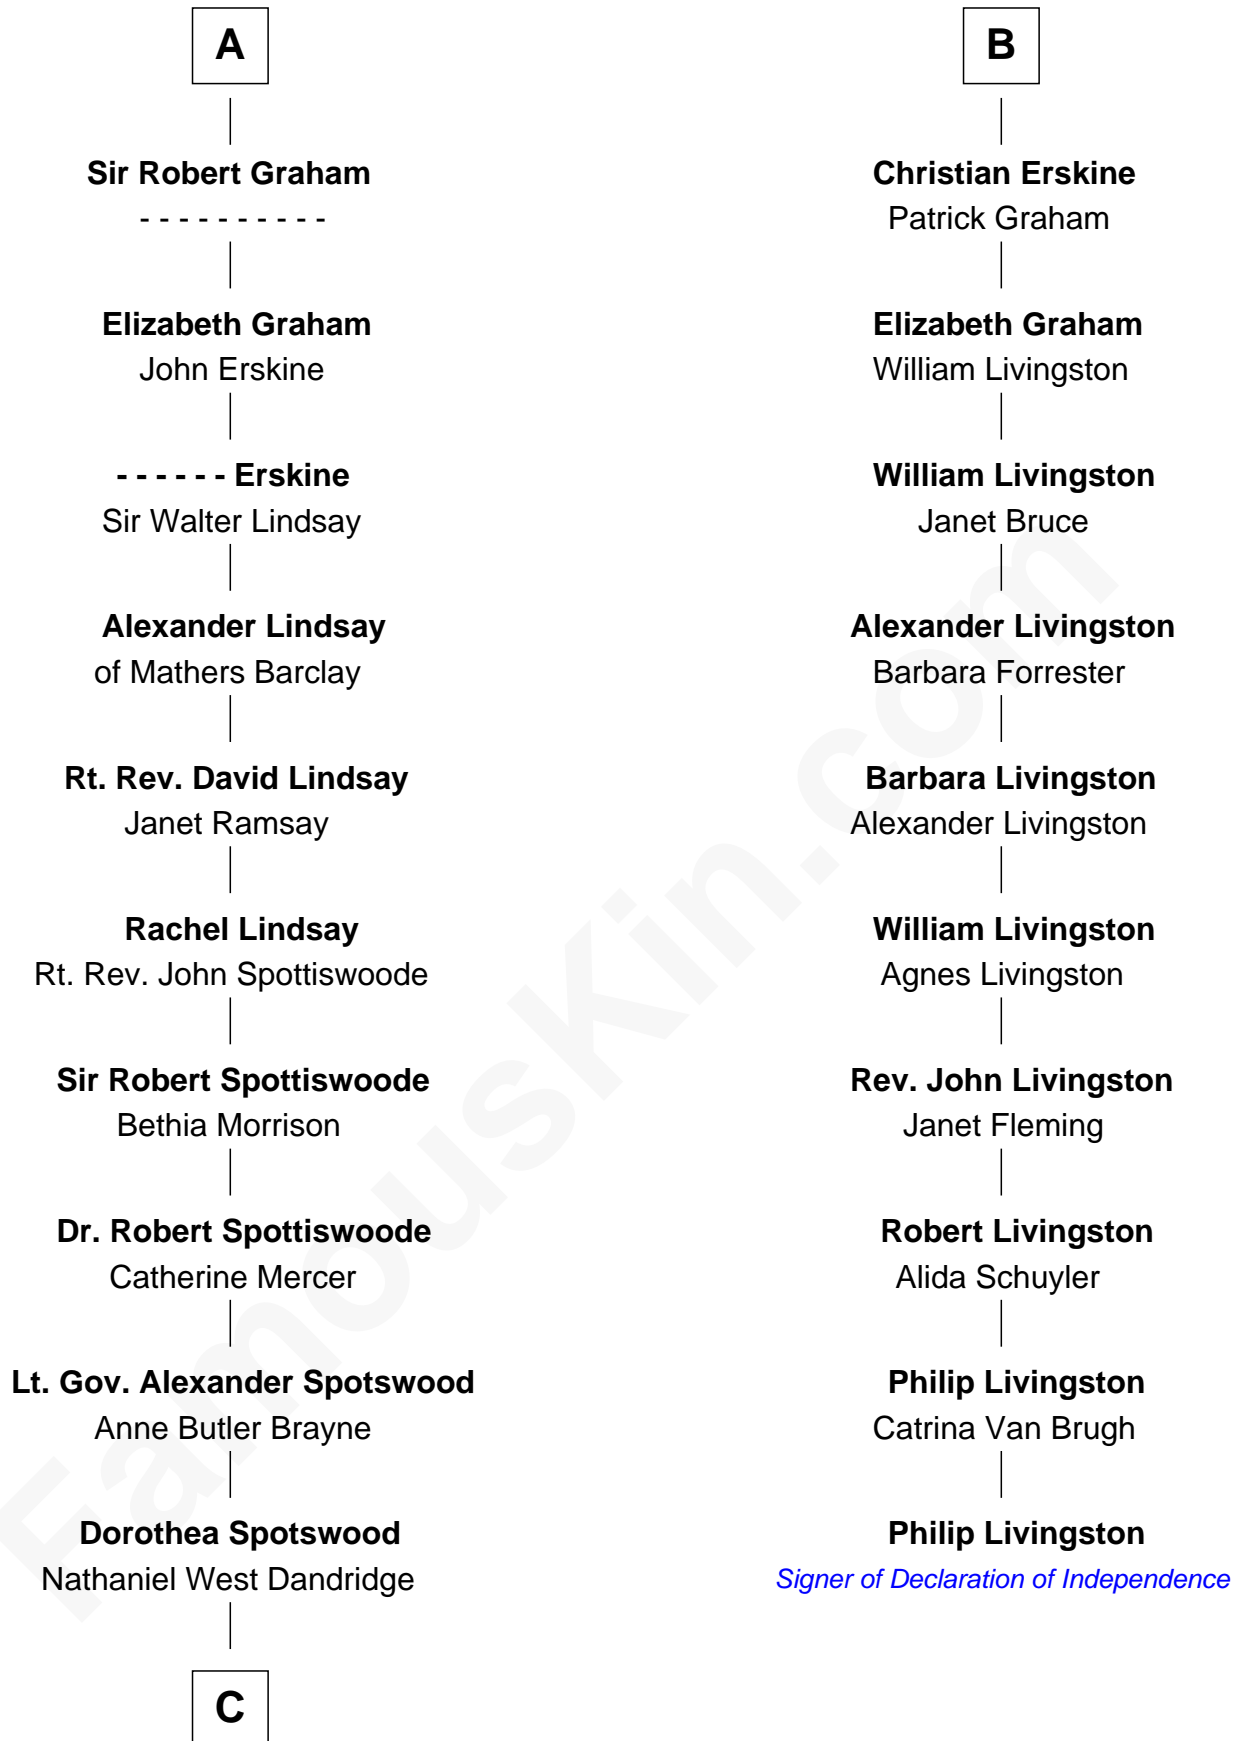 A
Sir Robert Graham
- - - - - - - - - -
Elizabeth Graham
John Erskine
- - - - - - Erskine
Sir Walter Lindsay
Alexander Lindsay
of Mathers Barclay
Rt. Rev. David Lindsay
Janet Ramsay
Rachel Lindsay
Rt. Rev. John Spottiswoode
Sir Robert Spottiswoode
Bethia Morrison
Dr. Robert Spottiswoode
Catherine Mercer
Lt. Gov. Alexander Spotswood
Anne Butler Brayne
Dorothea Spotswood
Nathaniel West Dandridge
C
B
Christian Erskine
Patrick Graham
Elizabeth Graham
William Livingston
William Livingston
Janet Bruce
Alexander Livingston
Barbara Forrester
Barbara Livingston
Alexander Livingston
William Livingston
Agnes Livingston
Rev. John Livingston
Janet Fleming
Robert Livingston
Alida Schuyler
Philip Livingston
Catrina Van Brugh
Philip Livingston
Signer of Declaration of Independence
FamousKin.com